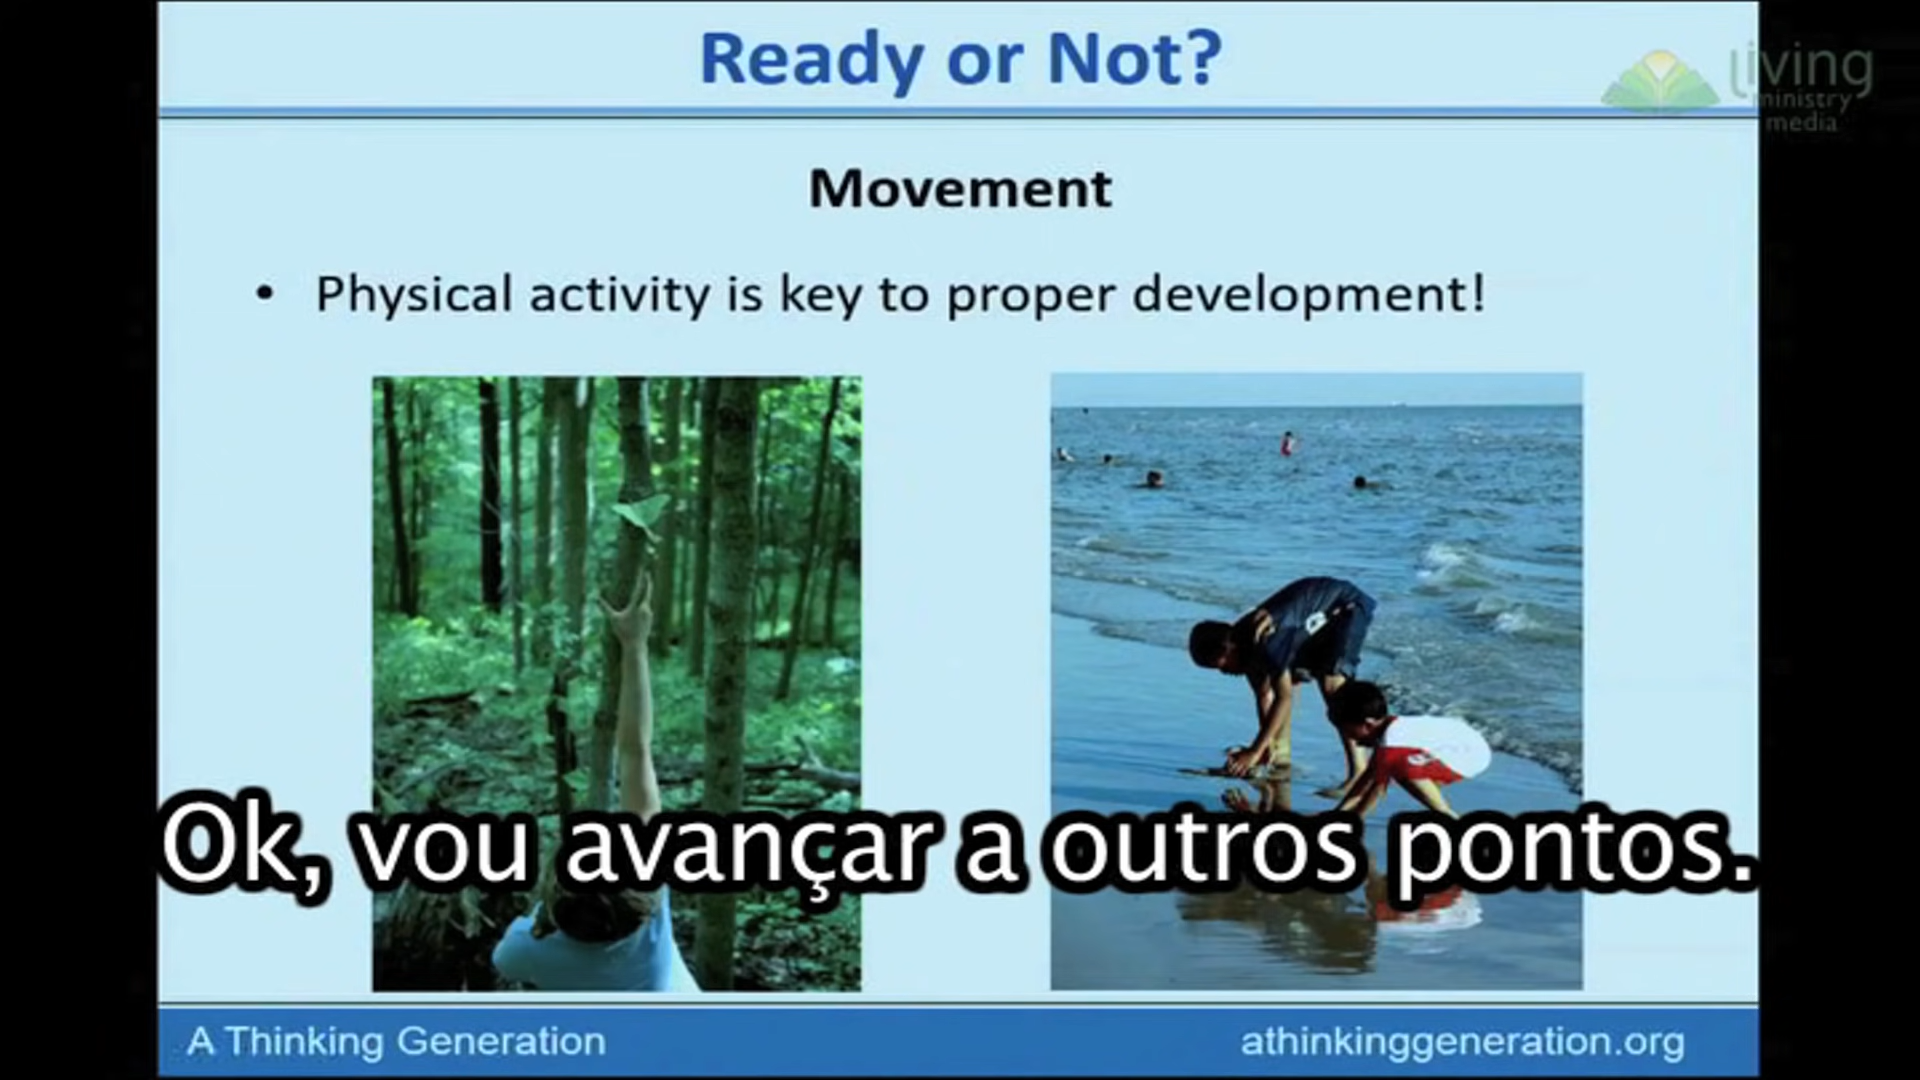 Ready or Not?
living
ministry
media
Movement
• Physical activity is key to proper development!
Ok, vou avançar a outros pontos.
A Thinking Generation
athinkinggeneration.org